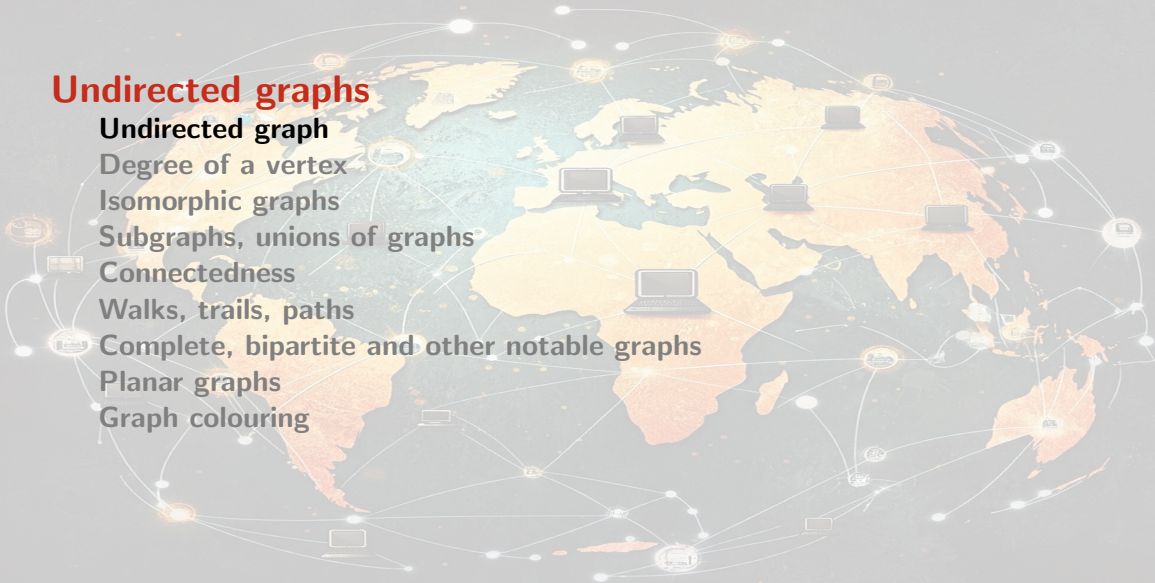 Undirected graphs
Undirected graph
Degree of a vertex
Isomorphic graphs
Subgraphs, unions of graphs
Connectedness
Walks, trails, paths
Complete, bipartite and other notable graphs
Planar graphs
Graph colouring